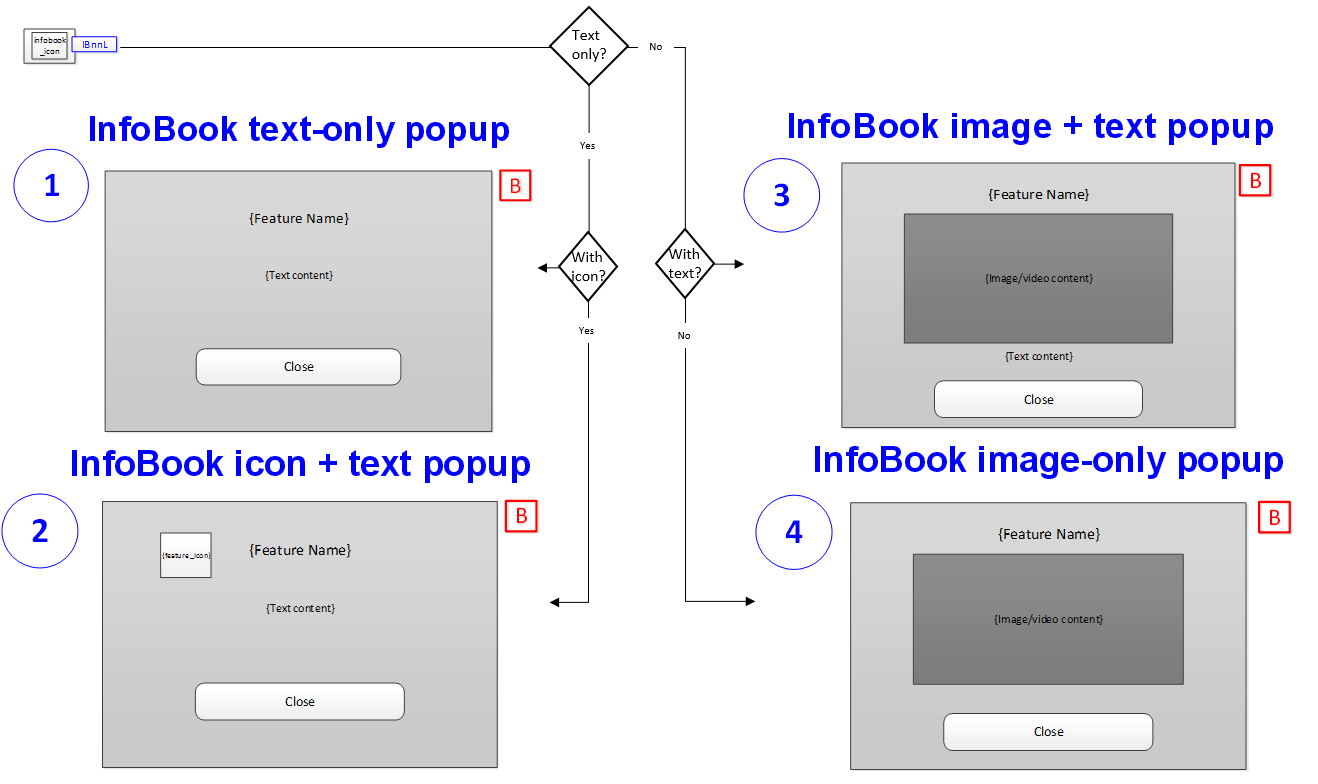 infobook
_icon
IBnnL
Text
only?
No
Yes
InfoBook text-only popup
1
B
{Feature Name}
{Text content}
Close
With
icon?
Yes
InfoBook icon + text popup
2
B
{feature_icon}
{Feature Name}
{Text content}
Close
With
text?
No
InfoBook image + text popup
3
B
{Feature Name}
{Image/video content}
{Text content}
Close
InfoBook image-only popup
4
B
{Feature Name}
{Image/video content}
Close